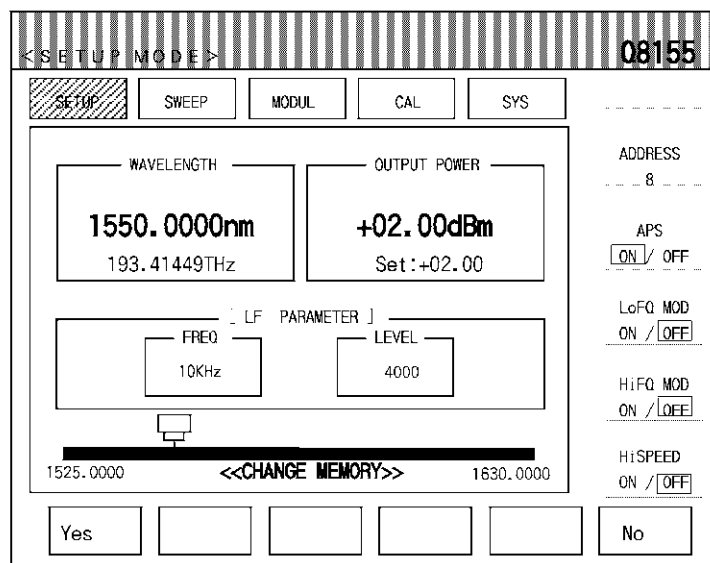 <SETUP MODE>
08155
SETUP SWEEP MODUL CAL SYS
ADDRESS
8
WAVELENGTH
1550.0000nm
193.41449THz
OUTPUT POWER
+02.00dBm
Set:+02.00
APS
ON / OFF
LoFQ MOD
ON / OFF
[ LF PARAMETER ]
FREQ
10KHz
LEVEL
4000
HiFQ MOD
ON / OFF
HiSPEED
ON / OFF
1525.0000 <<CHANGE MEMORY>> 1630.0000
Yes No